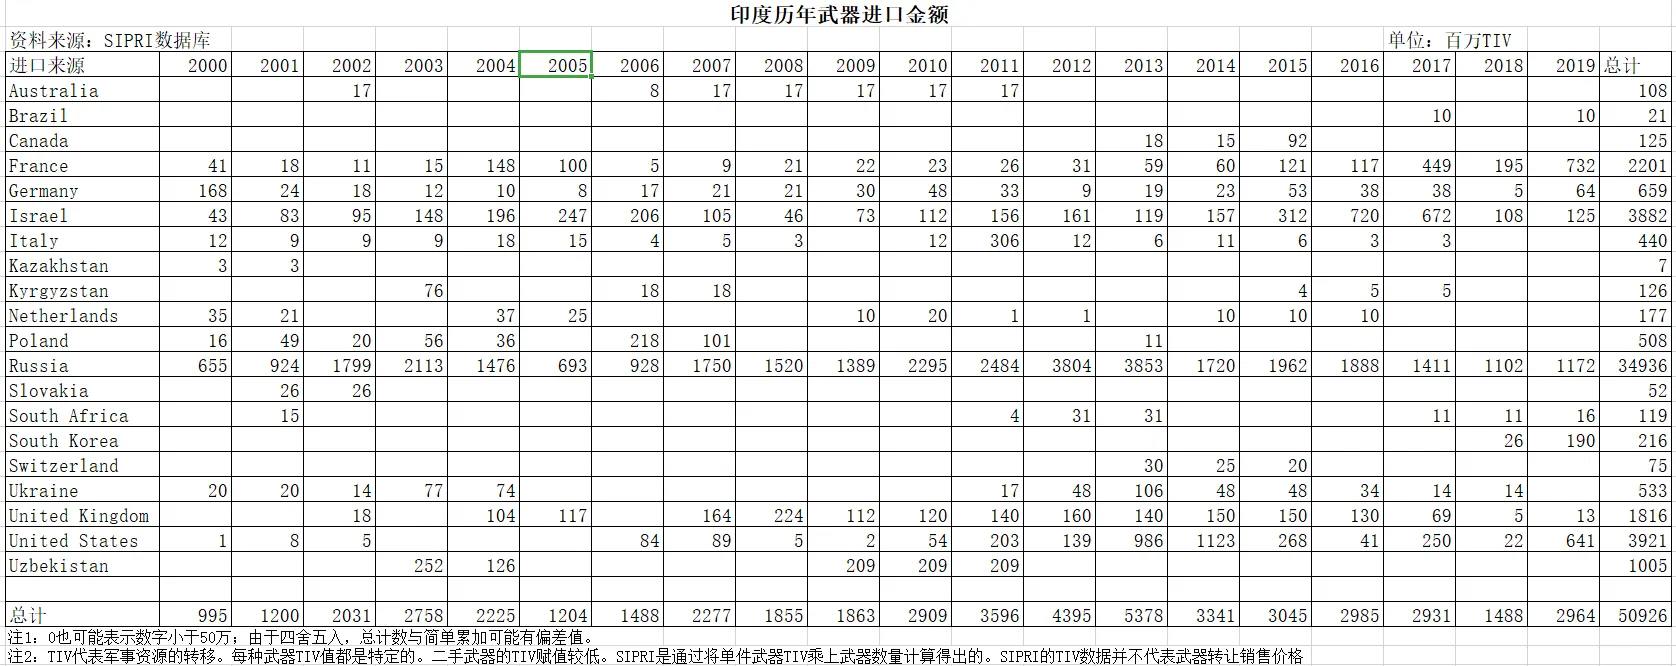 印度历年武器进口金额
资料来源: SIPRI数据库 单位: 百万TIV
进口来源 2000 2001 2002 2003 2004 2005 2006 2007 2008 2009 2010 2011 2012 2013 2014 2015 2016 2017 2018 2019 总计
Australia 17 8 17 17 17 17 17 108
Brazil 10 10 21
Canada 18 15 92 125
France 41 18 11 15 148 100 5 9 21 22 23 26 31 59 60 121 117 449 195 732 2201
Germany 168 24 18 12 10 8 17 21 21 30 48 33 9 19 23 53 38 38 5 64 659
Israel 43 83 95 148 196 247 206 105 46 73 112 156 161 119 157 312 720 672 108 125 3882
Italy 12 9 9 9 18 15 4 5 3 12 306 12 6 11 6 3 3 440
Kazakhstan 3 3 7
Kyrgyzstan 76 18 18 4 5 5 126
Netherlands 35 21 37 25 10 20 1 1 10 10 10 177
Poland 16 49 20 56 36 218 101 11 508
Russia 655 924 1799 2113 1476 693 928 1750 1520 1389 2295 2484 3804 3853 1720 1962 1888 1411 1102 1172 34936
Slovakia 26 26 52
South Africa 15 4 31 31 11 11 16 119
South Korea 26 190 216
Switzerland 30 25 20 75
Ukraine 20 20 14 77 74 17 48 106 48 48 34 14 14 533
United Kingdom 18 104 117 164 224 112 120 140 160 140 150 150 130 69 5 13 1816
United States 1 8 5 84 89 5 2 54 203 139 986 1123 268 41 250 22 641 3921
Uzbekistan 252 126 209 209 209 1005
总计 995 1200 2031 2758 2225 1204 1488 2277 1855 1863 2909 3596 4395 5378 3341 3045 2985 2931 1488 2964 50926
注1: 0也可能表示数字小于50万; 由于四舍五入, 总计数与简单累加可能有偏差值。
注2: TIV代表军事资源的转移。每种武器TIV值都是特定的。二手武器的TIV赋值较低。SIPRI是通过将单件武器TIV乘上武器数量计算得出的。SIPRI的TIV数据并不代表武器转让销售价格